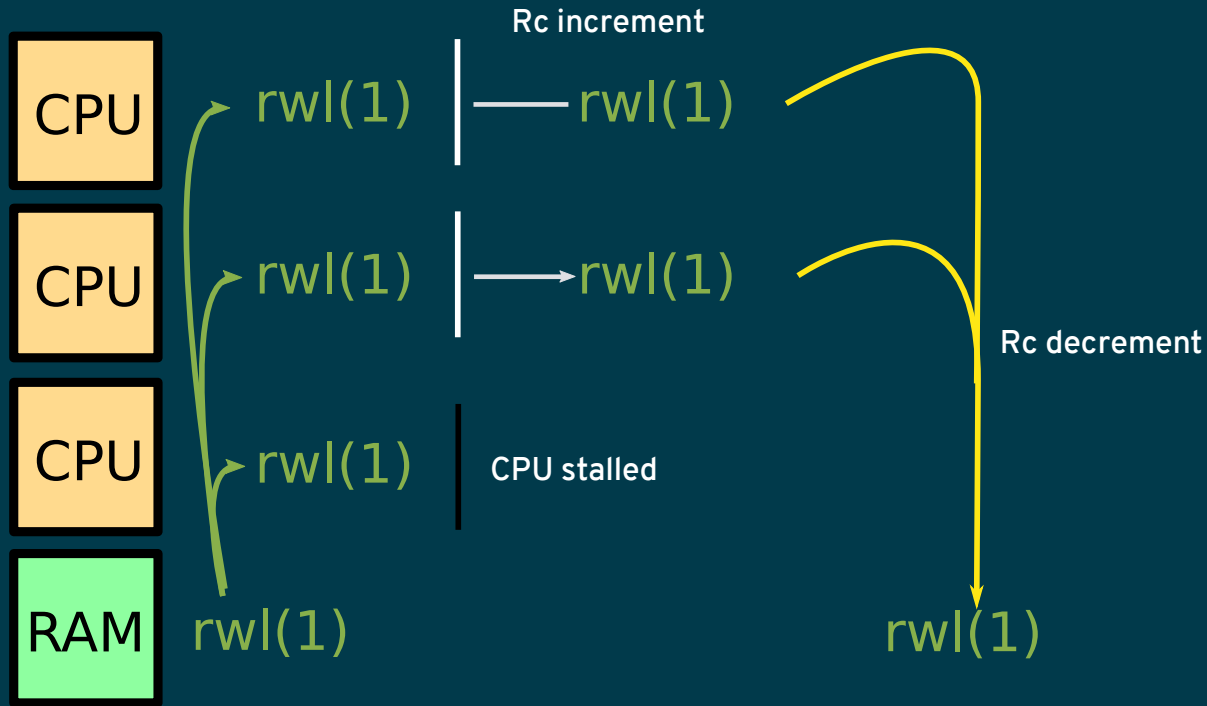 Rc increment
CPU rwl(1) rwl(1)
CPU rwl(1) rwl(1)
Rc decrement
CPU rwl(1) CPU stalled
RAM rwl(1) rwl(1)